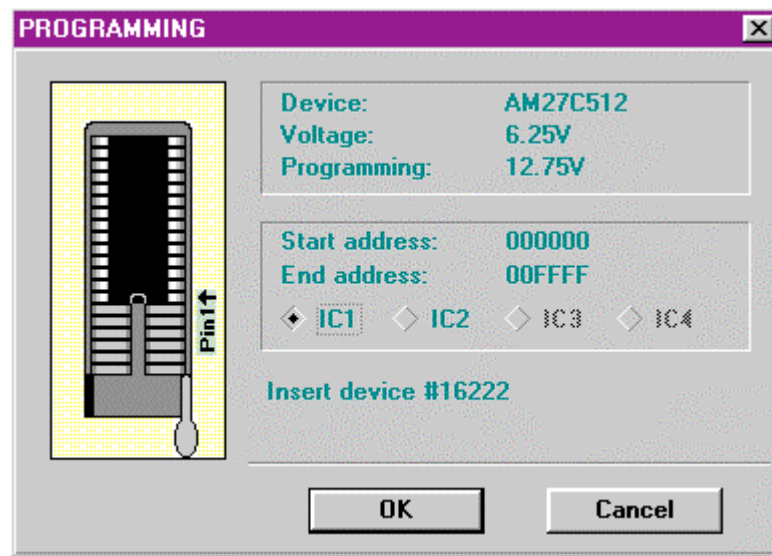 PROGRAMMING
Device: AM27C512
Voltage: 6.25V
Programming: 12.75V
Start address: 000000
End address: 00FFFF
IC1 IC2 IC3 IC4
Pin1
Insert device #16222
OK Cancel